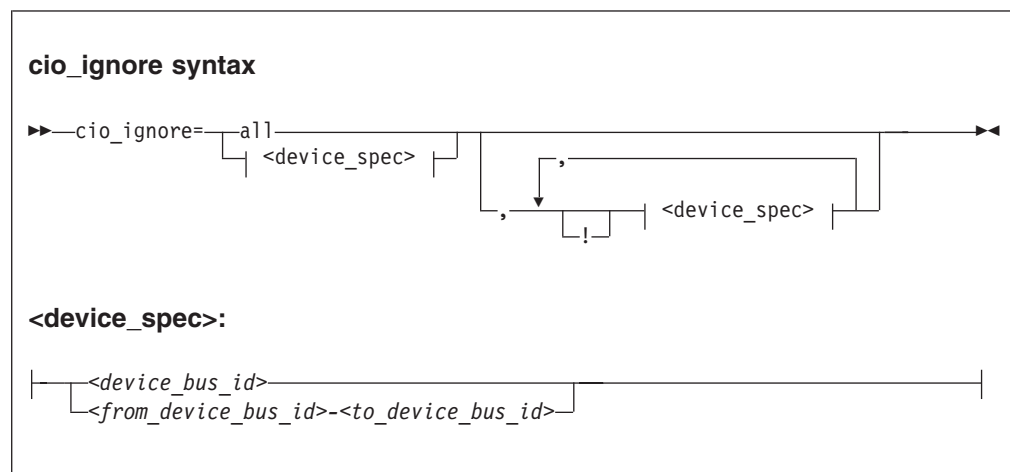 cio_ignore syntax
cio_ignore= all
<device_spec>
,
, ! <device_spec>
<device_spec>:
<device_bus_id>
<from_device_bus_id>-<to_device_bus_id>